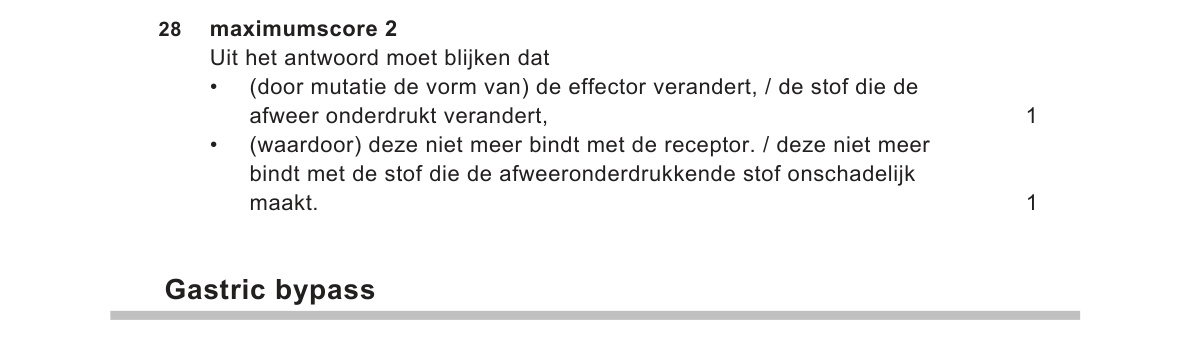 28 maximumscore 2
Uit het antwoord moet blijken dat
• (door mutatie de vorm van) de effector verandert, / de stof die de
afweer onderdrukt verandert, 1
• (waardoor) deze niet meer bindt met de receptor. / deze niet meer
bindt met de stof die de afweeronderdrukkende stof onschadelijk
maakt. 1
Gastric bypass